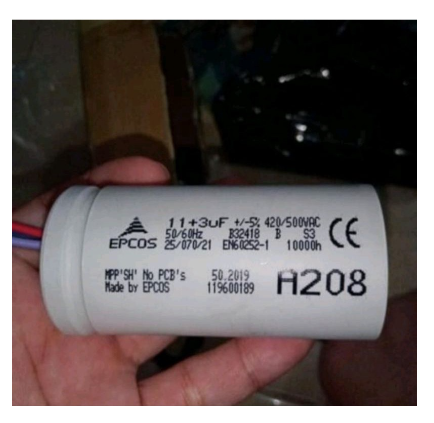 11+3uF +/-5% 420/500VAC
50/60Hz B32418 B S3
25/070/21 EN60252-1 10000h
CE
EPCOS
MPP'SH' No PCB's 50.2019
Made by EPCOS 119600189
A208